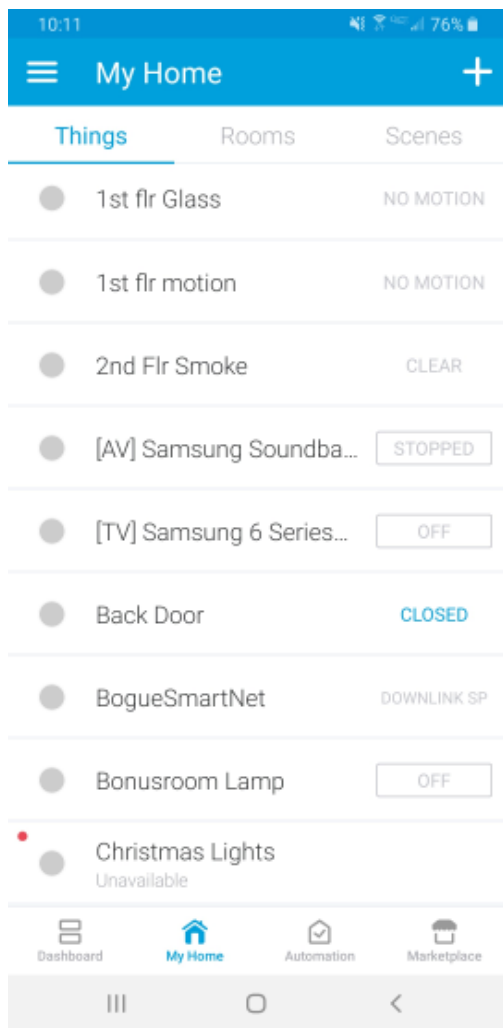 10:11 76%
My Home
Things Rooms Scenes
1st flr Glass NO MOTION
1st flr motion NO MOTION
2nd Flr Smoke CLEAR
[AV] Samsung Soundba... STOPPED
[TV] Samsung 6 Series... OFF
Back Door CLOSED
BogueSmartNet DOWNLINK SP
Bonusroom Lamp OFF
Christmas Lights
Unavailable
Dashboard My Home Automation Marketplace